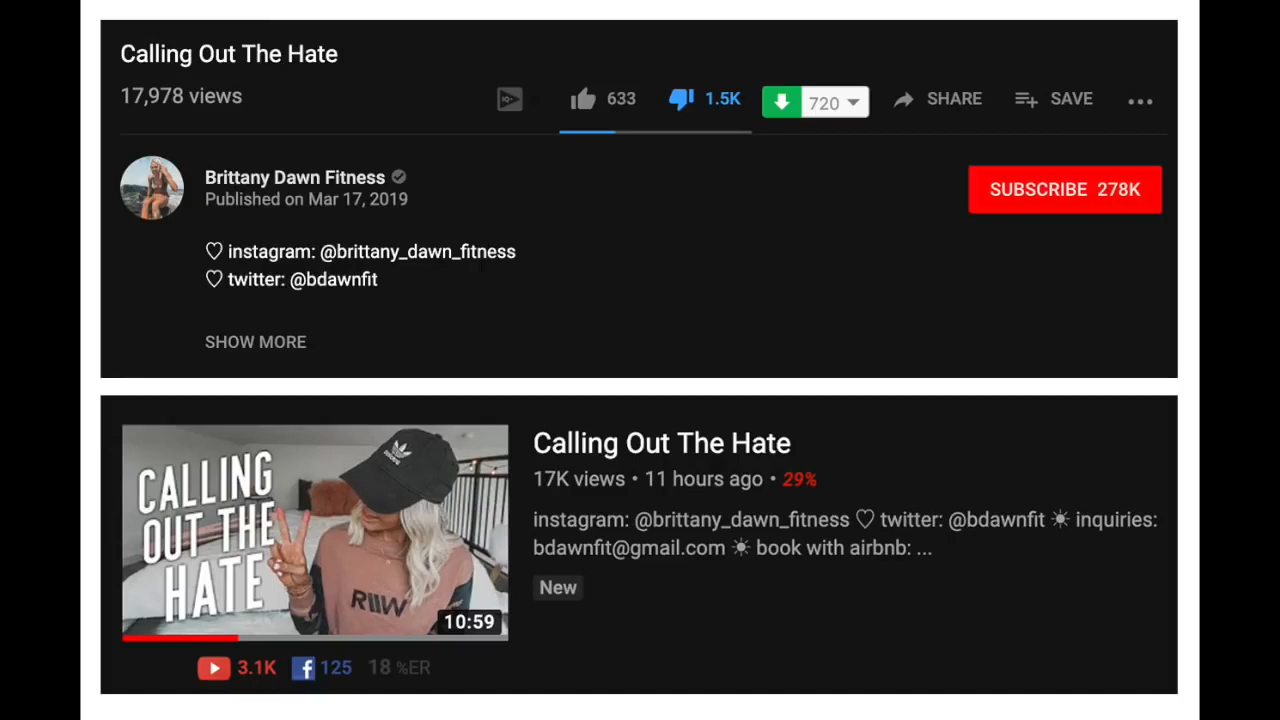 Calling Out The Hate
17,978 views
633
1.5K
720
SHARE
SAVE
Brittany Dawn Fitness
Published on Mar 17, 2019
SUBSCRIBE 278K
♡ instagram: @brittany_dawn_fitness
♡ twitter: @bdawnfit
SHOW MORE
CALLING
OUT THE
HATE
RIIW
10:59
Calling Out The Hate
17K views • 11 hours ago • 29%
instagram: @brittany_dawn_fitness ♡ twitter: @bdawnfit ☀ inquiries:
bdawnfit@gmail.com ☀ book with airbnb: ...
New
3.1K 125 18 %ER